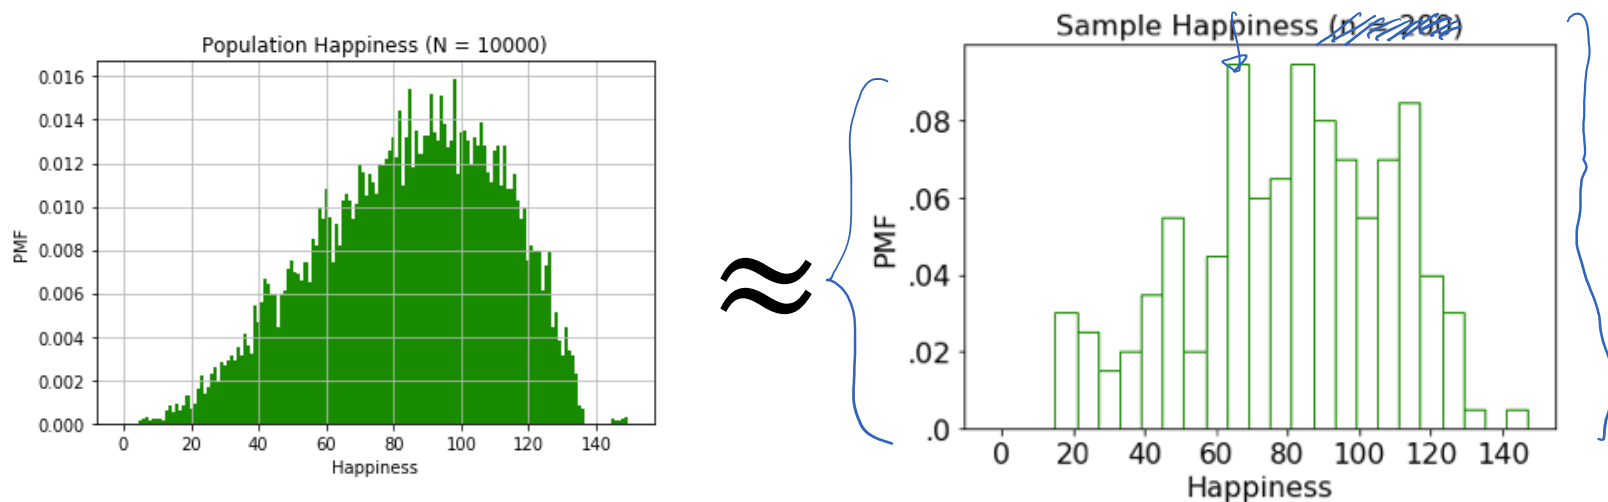 Population Happiness (N = 10000)
0.016
0.014
0.012
0.010
0.008
0.006
0.004
0.002
0.000
PMF
0 20 40 60 80 100 120 140
Happiness
≈
Sample Happiness (n = 200)
.08
.06
.04
.02
.0
PMF
0 20 40 60 80 100 120 140
Happiness